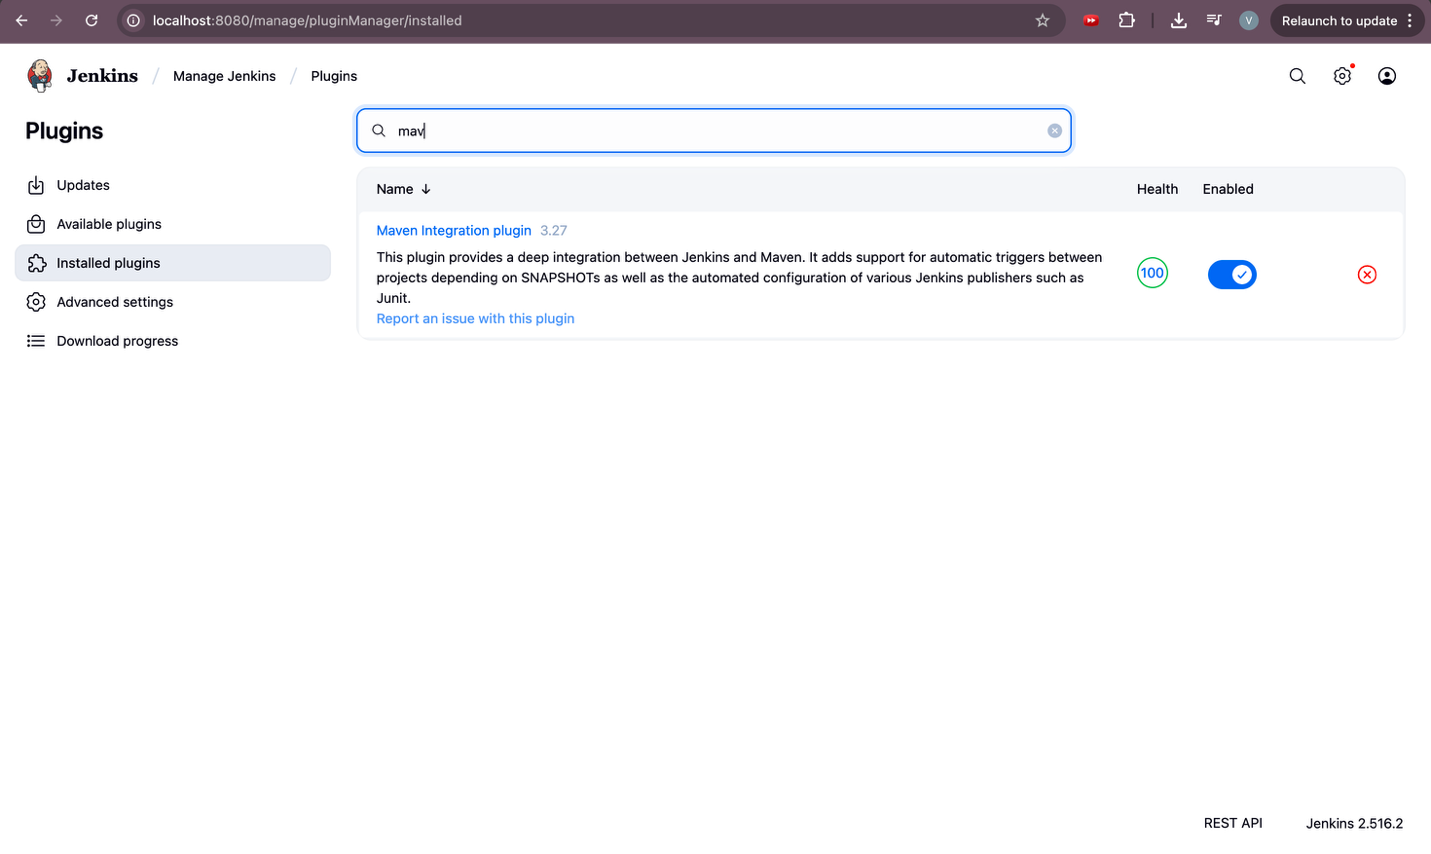 localhost:8080/manage/pluginManager/installed
V
Relaunch to update
Jenkins / Manage Jenkins / Plugins
Plugins
mav
Updates
Available plugins
Installed plugins
Advanced settings
Download progress
Name ↓ Health Enabled
Maven Integration plugin 3.27
This plugin provides a deep integration between Jenkins and Maven. It adds support for automatic triggers between
projects depending on SNAPSHOTs as well as the automated configuration of various Jenkins publishers such as
Junit.
Report an issue with this plugin
100
REST API Jenkins 2.516.2